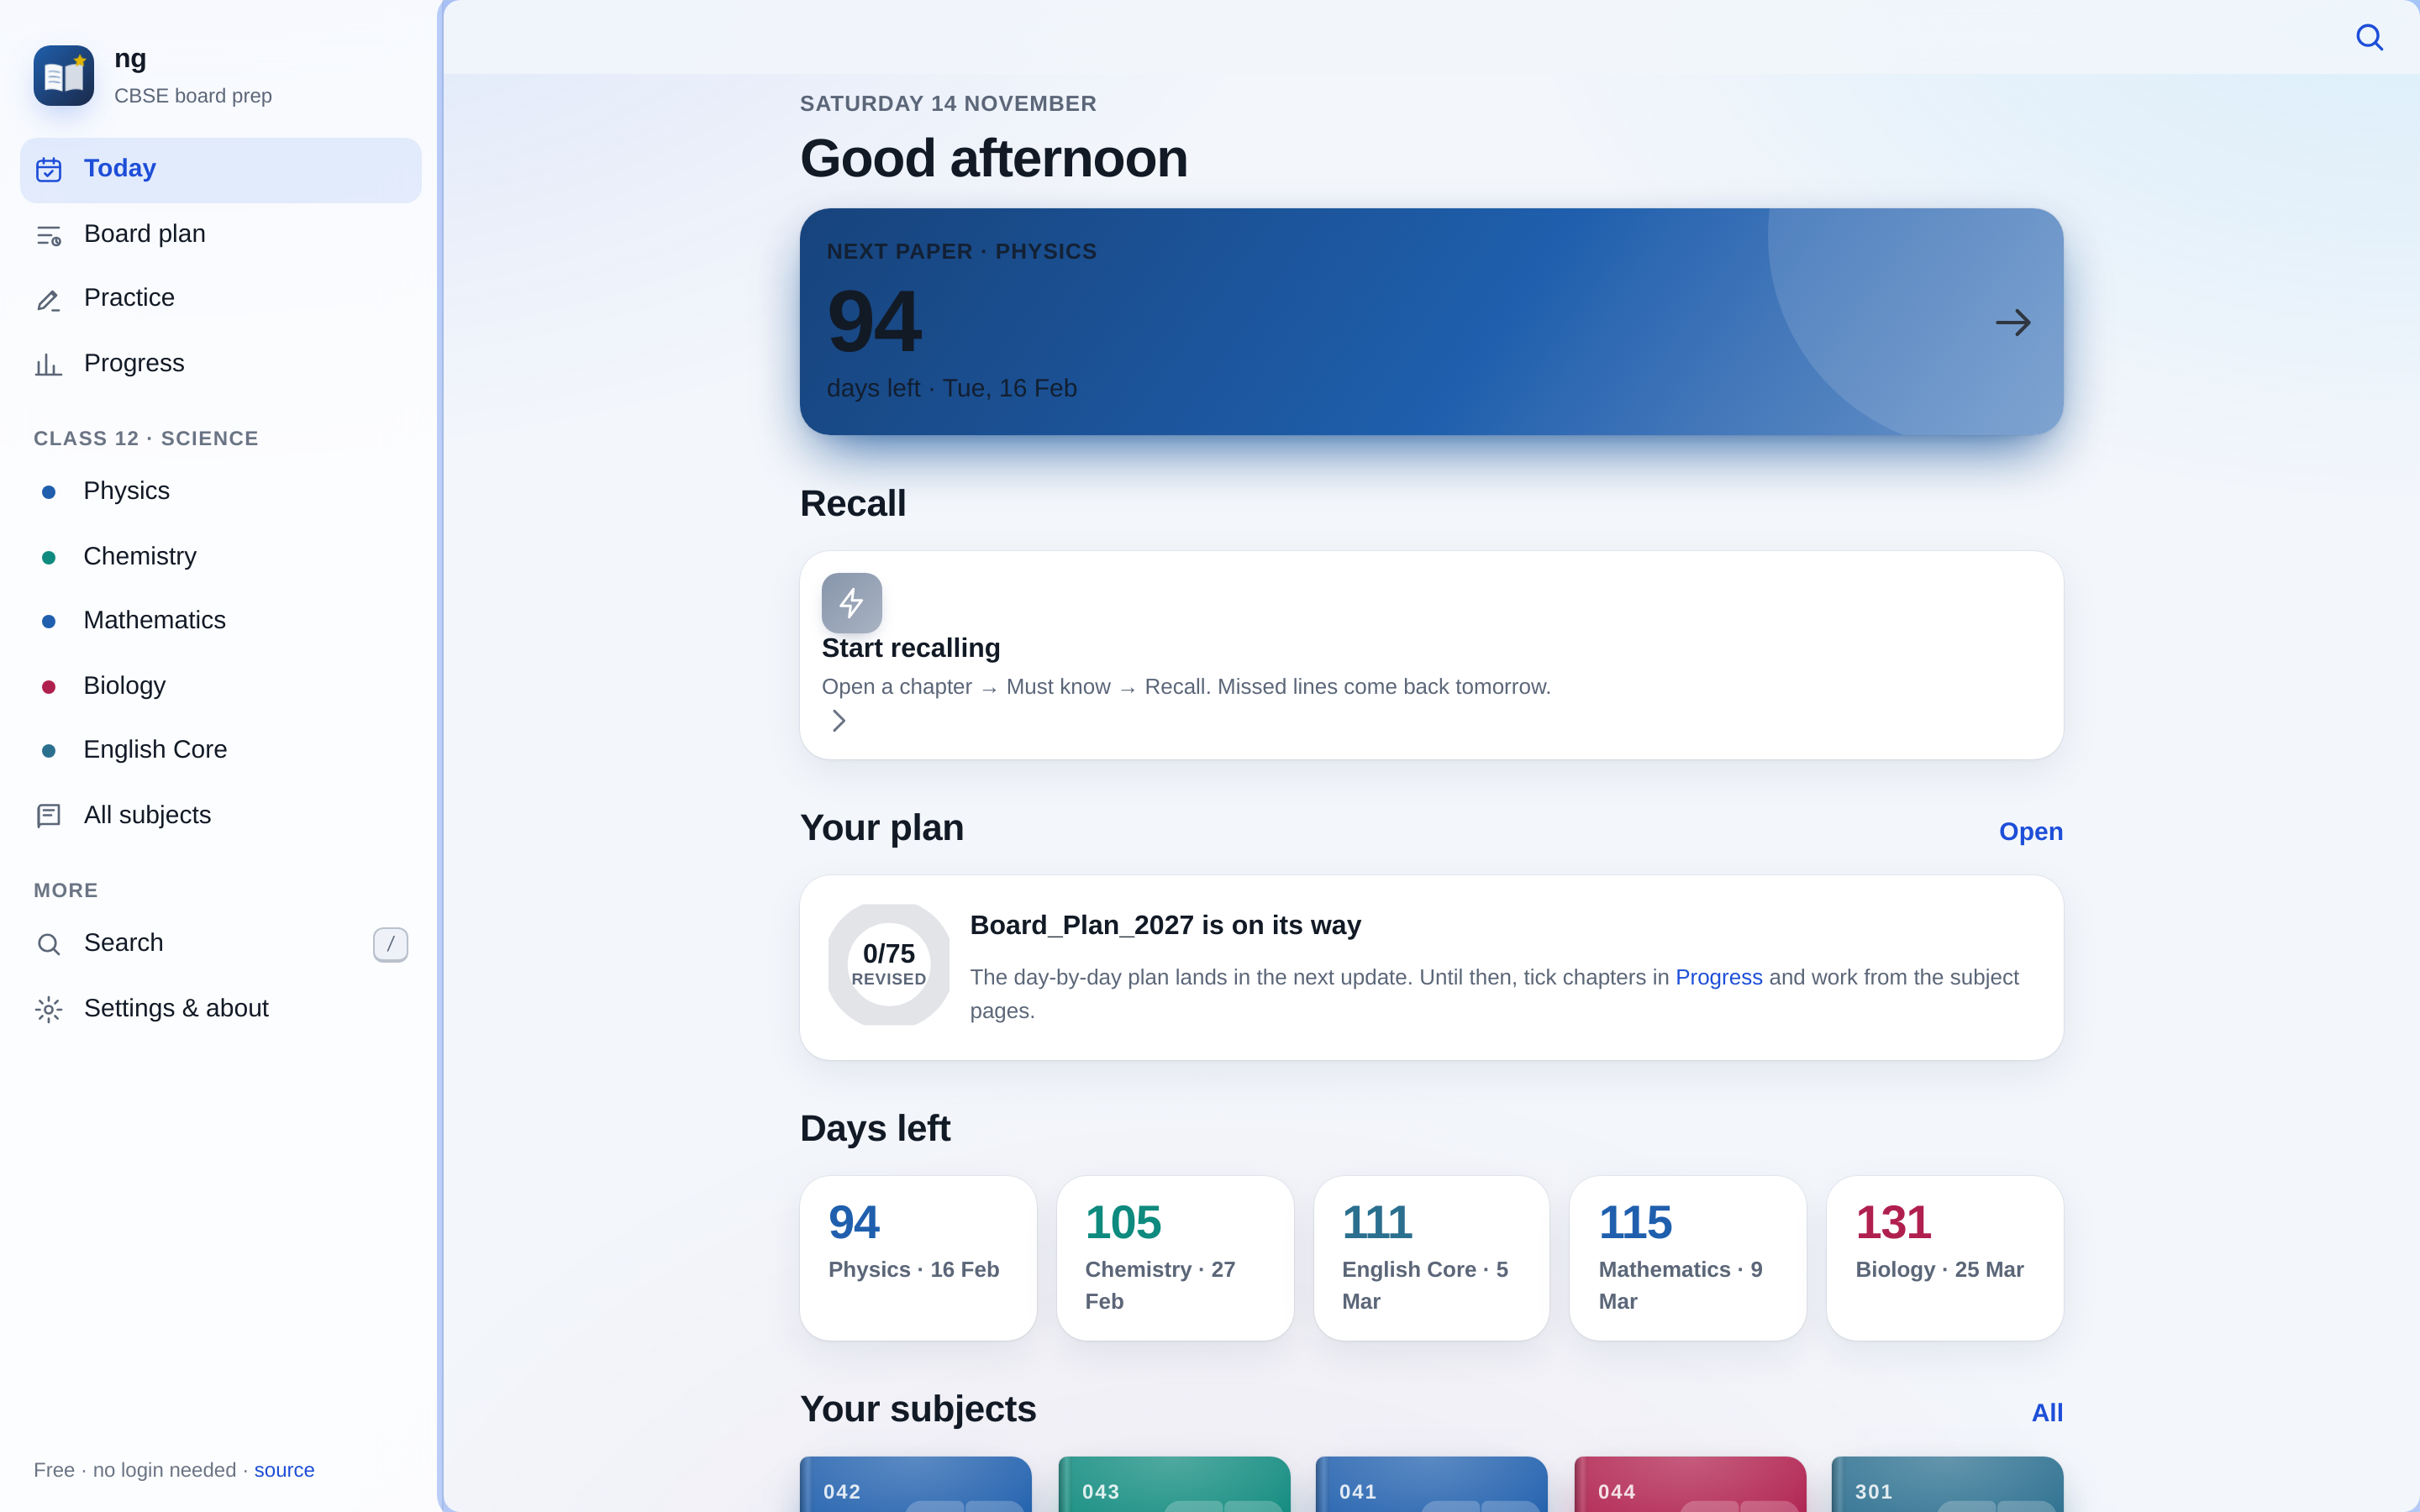 ng
CBSE board prep
Today
Board plan
Practice
Progress
CLASS 12 · SCIENCE
Physics
Chemistry
Mathematics
Biology
English Core
All subjects
MORE
Search
/
Settings & about
Free · no login needed · source
SATURDAY 14 NOVEMBER
Good afternoon
NEXT PAPER · PHYSICS
94
days left · Tue, 16 Feb
Recall
Start recalling
Open a chapter → Must know → Recall. Missed lines come back tomorrow.
Your plan
Open
0/75
REVISED
Board_Plan_2027 is on its way
The day-by-day plan lands in the next update. Until then, tick chapters in Progress and work from the subject
pages.
Days left
94
Physics · 16 Feb
105
Chemistry · 27
Feb
111
English Core · 5
Mar
115
Mathematics · 9
Mar
131
Biology · 25 Mar
Your subjects
All
042
043
041
044
301